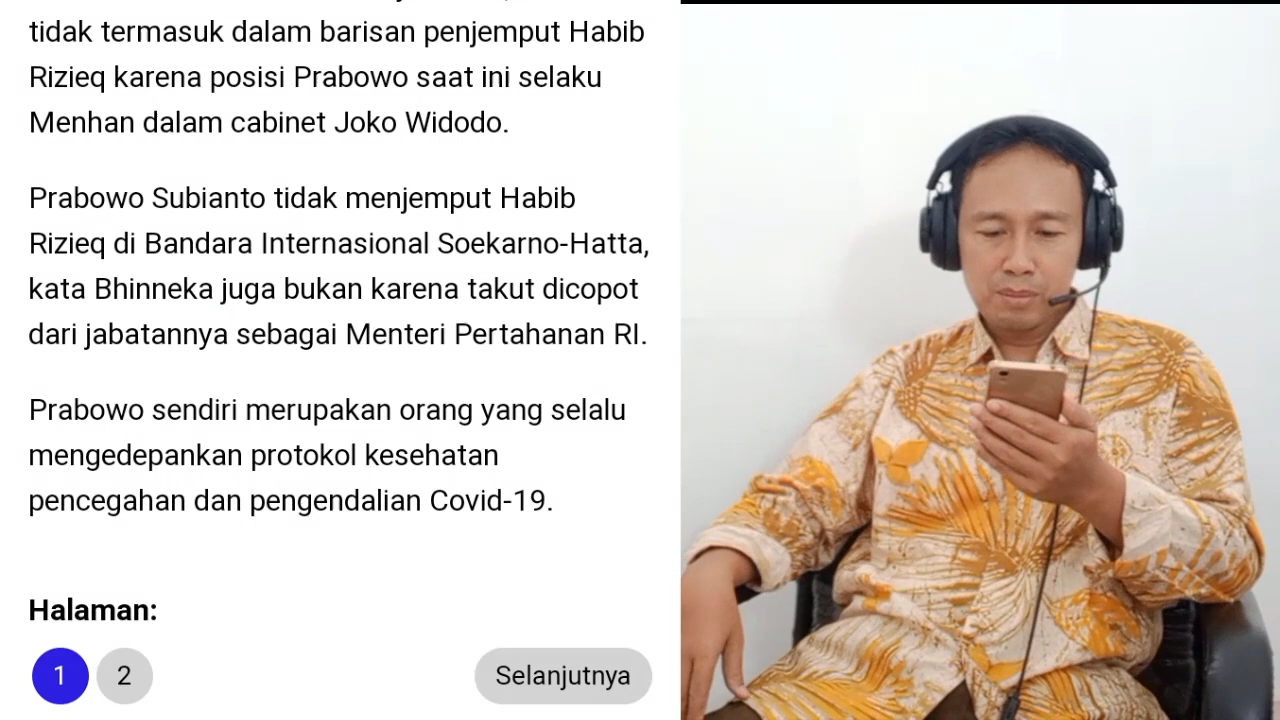 tidak termasuk dalam barisan penjemput Habib
Rizieq karena posisi Prabowo saat ini selaku
Menhan dalam cabinet Joko Widodo.
Prabowo Subianto tidak menjemput Habib
Rizieq di Bandara Internasional Soekarno-Hatta,
kata Bhinneka juga bukan karena takut dicopot
dari jabatannya sebagai Menteri Pertahanan RI.
Prabowo sendiri merupakan orang yang selalu
mengedepankan protokol kesehatan
pencegahan dan pengendalian Covid-19.
Halaman:
1 2 Selanjutnya